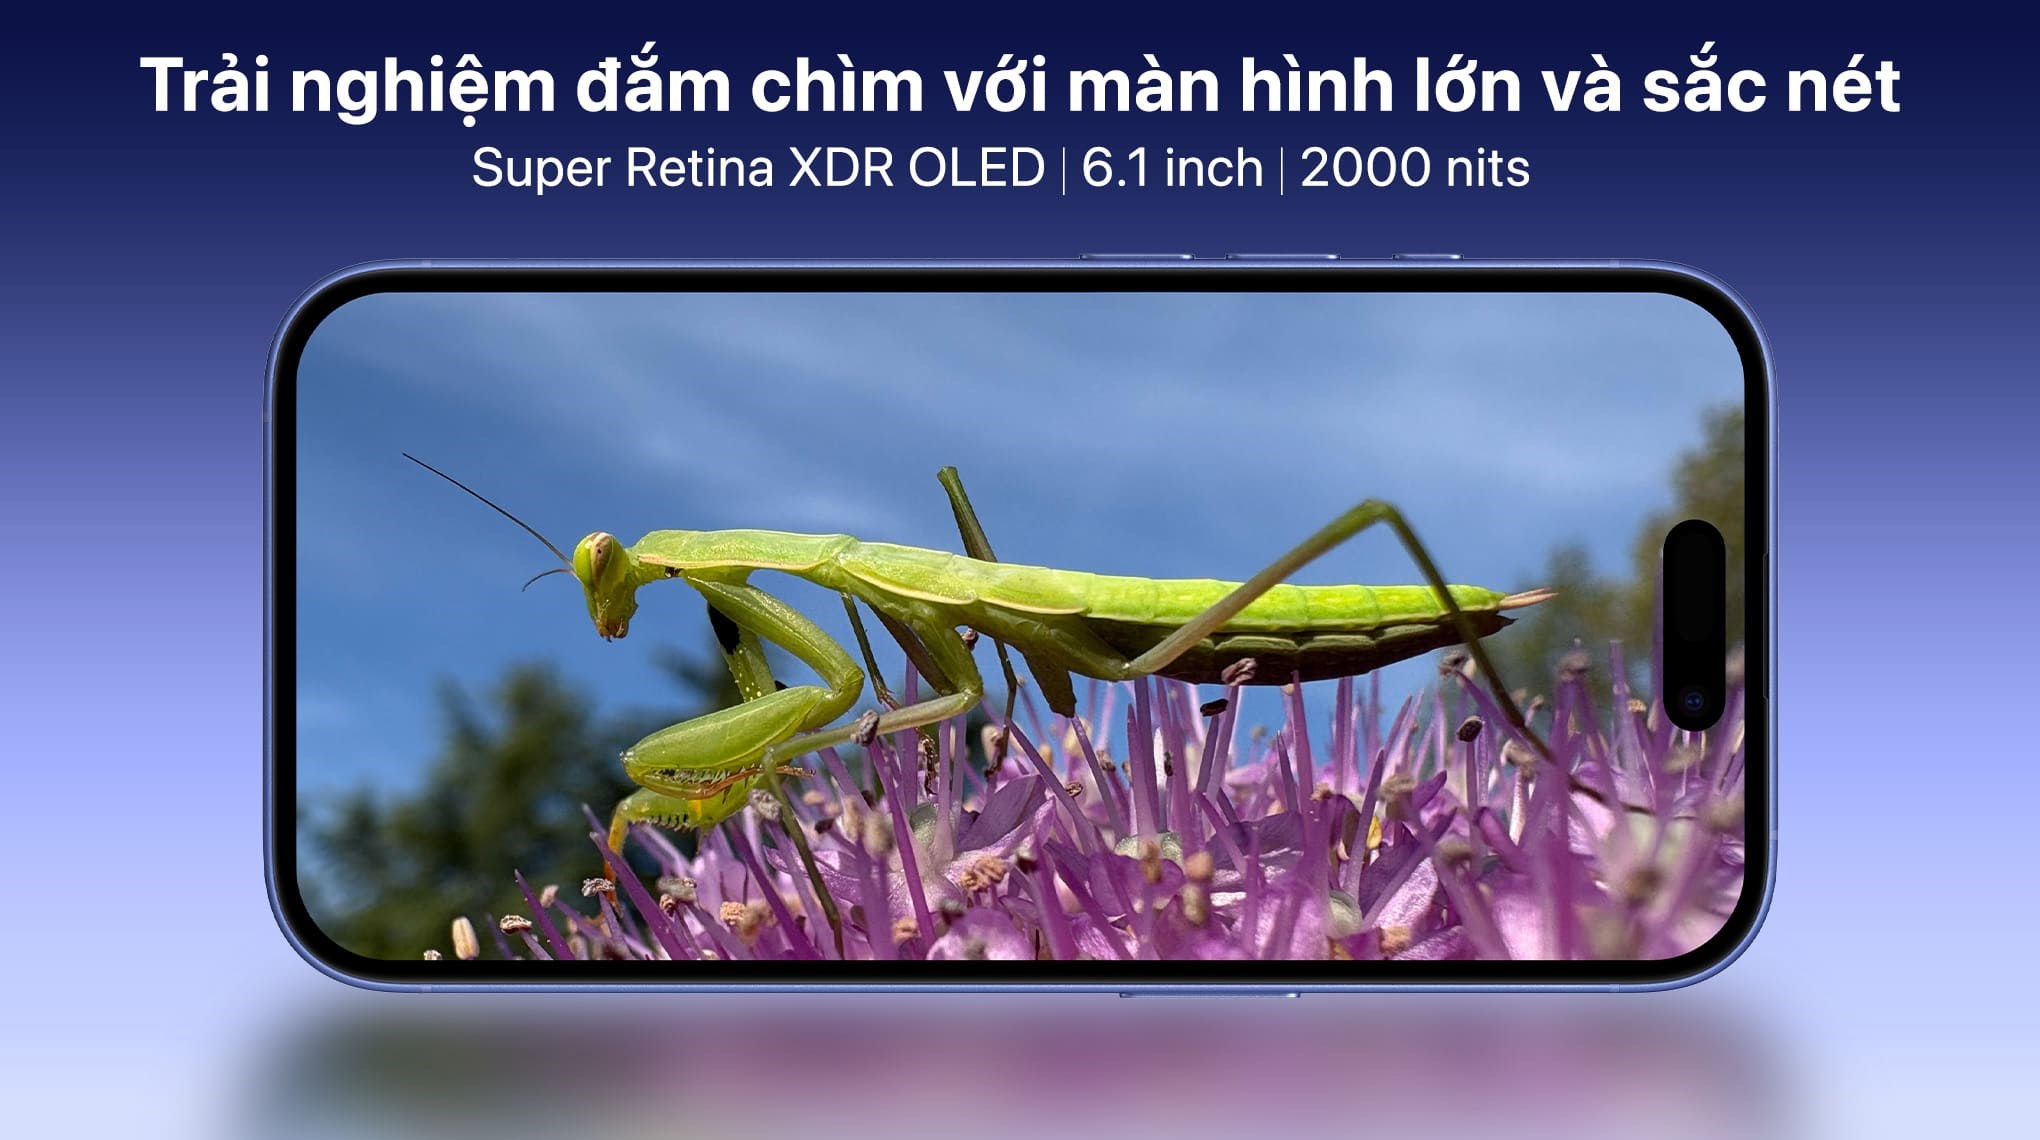 Trải nghiệm đắm chìm với màn hình lớn và sắc nét
Super Retina XDR OLED | 6.1 inch | 2000 nits